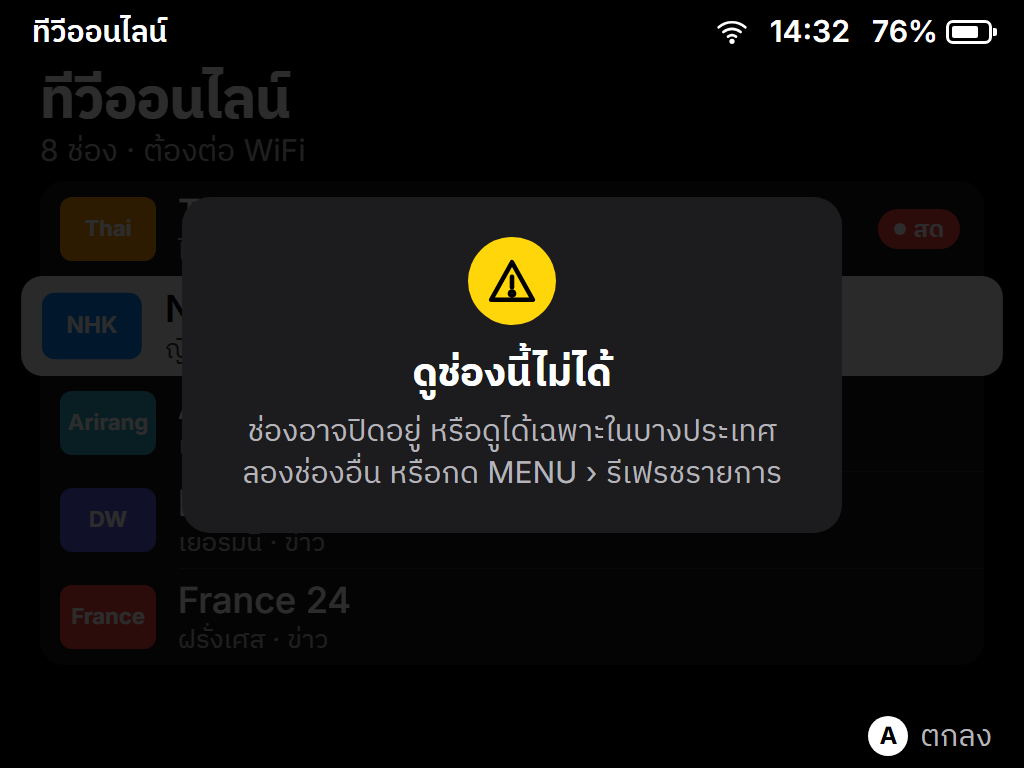 ทีวีออนไลน์
14:32 76%
ทีวีออนไลน์
8 ช่อง · ต้องต่อ WiFi
Thai
สด
NHK
Arirang
DW
ดูช่องนี้ไม่ได้
ช่องอาจปิดอยู่ หรือดูได้เฉพาะในบางประเทศ
ลองช่องอื่น หรือกด MENU › รีเฟรชรายการ
เยอรมนี · ข่าว
France
France 24
ฝรั่งเศส · ข่าว
A ตกลง